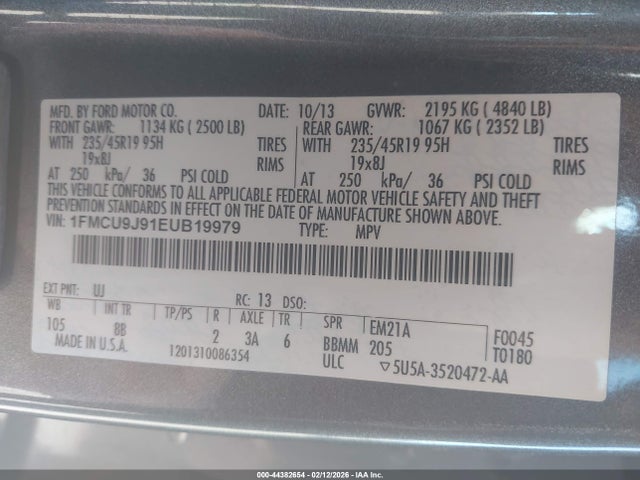 MFD. BY FORD MOTOR CO. DATE: 10/13 GVWR: 2195 KG ( 4840 LB)
FRONT GAWR: 1134 KG ( 2500 LB) REAR GAWR: 1067 KG ( 2352 LB)
WITH 235/45R19 95H TIRES WITH 235/45R19 95H TIRES
19x8J RIMS 19x8J RIMS
AT 250 kPa/ 36 PSI COLD AT 250 kPa/ 36 PSI COLD
THIS VEHICLE CONFORMS TO ALL APPLICABLE FEDERAL MOTOR VEHICLE SAFETY AND THEFT
PREVENTION STANDARDS IN EFFECT ON THE DATE OF MANUFACTURE SHOWN ABOVE.
VIN: 1FMCU9J91EUB19979 TYPE: MPV
EXT PNT: UJ RC: 13 DSO:
WB INT TR TP/PS R AXLE TR SPR EM21A F0045
105 8B 2 3A 6 BBMM 205 T0180
MADE IN U.S.A. 1201310086354 ULC ▽5U5A-3520472-AA
000-44382654 - 02/12/2026 - IAA Inc.